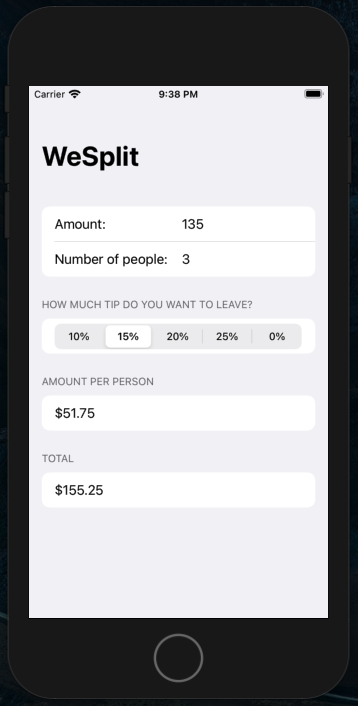 Carrier 9:38 PM
WeSplit
Amount: 135
Number of people: 3
HOW MUCH TIP DO YOU WANT TO LEAVE?
10% 15% 20% 25% 0%
AMOUNT PER PERSON
$51.75
TOTAL
$155.25